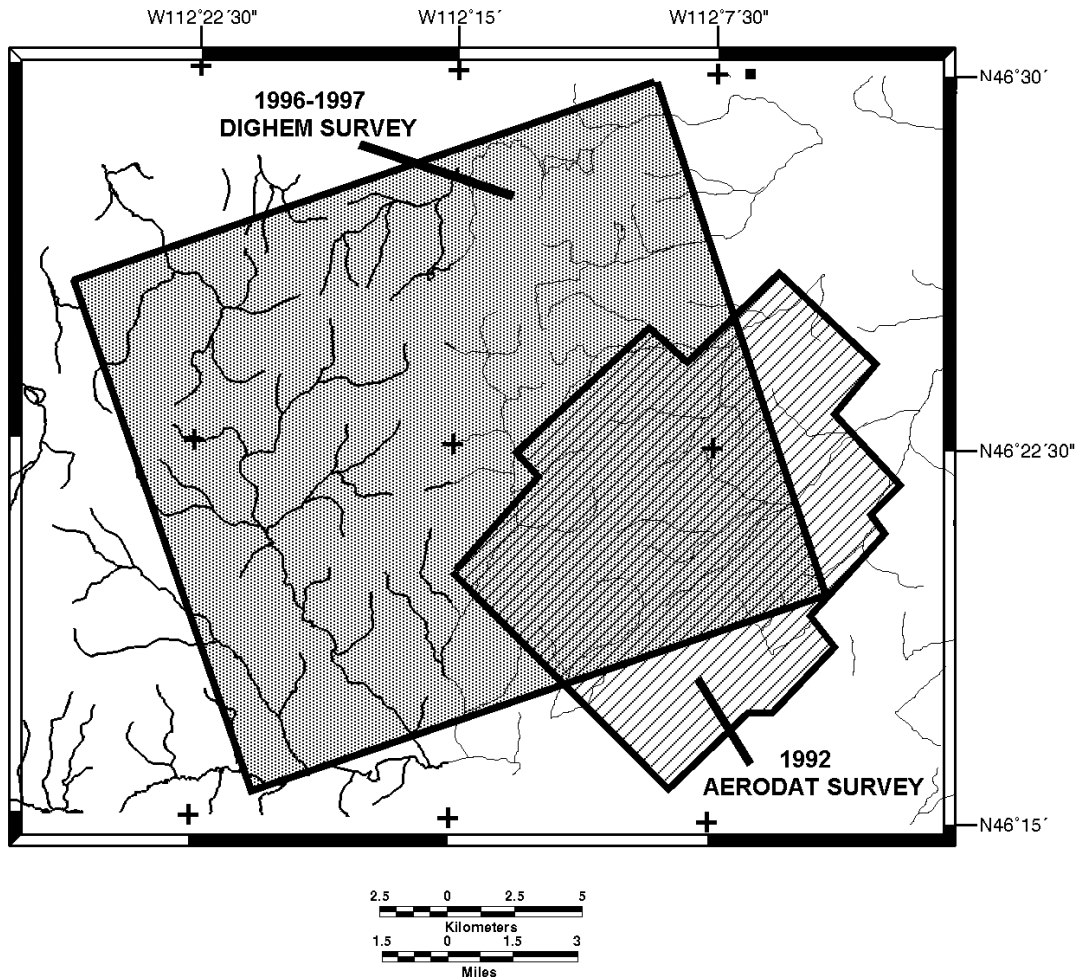 W112°22´30" W112°15´ W112°7´30"
N46°30´
1996-1997
DIGHEM SURVEY
N46°22´30"
1992
AERODAT SURVEY
N46°15´
2.5 0 2.5 5
Kilometers
1.5 0 1.5 3
Miles